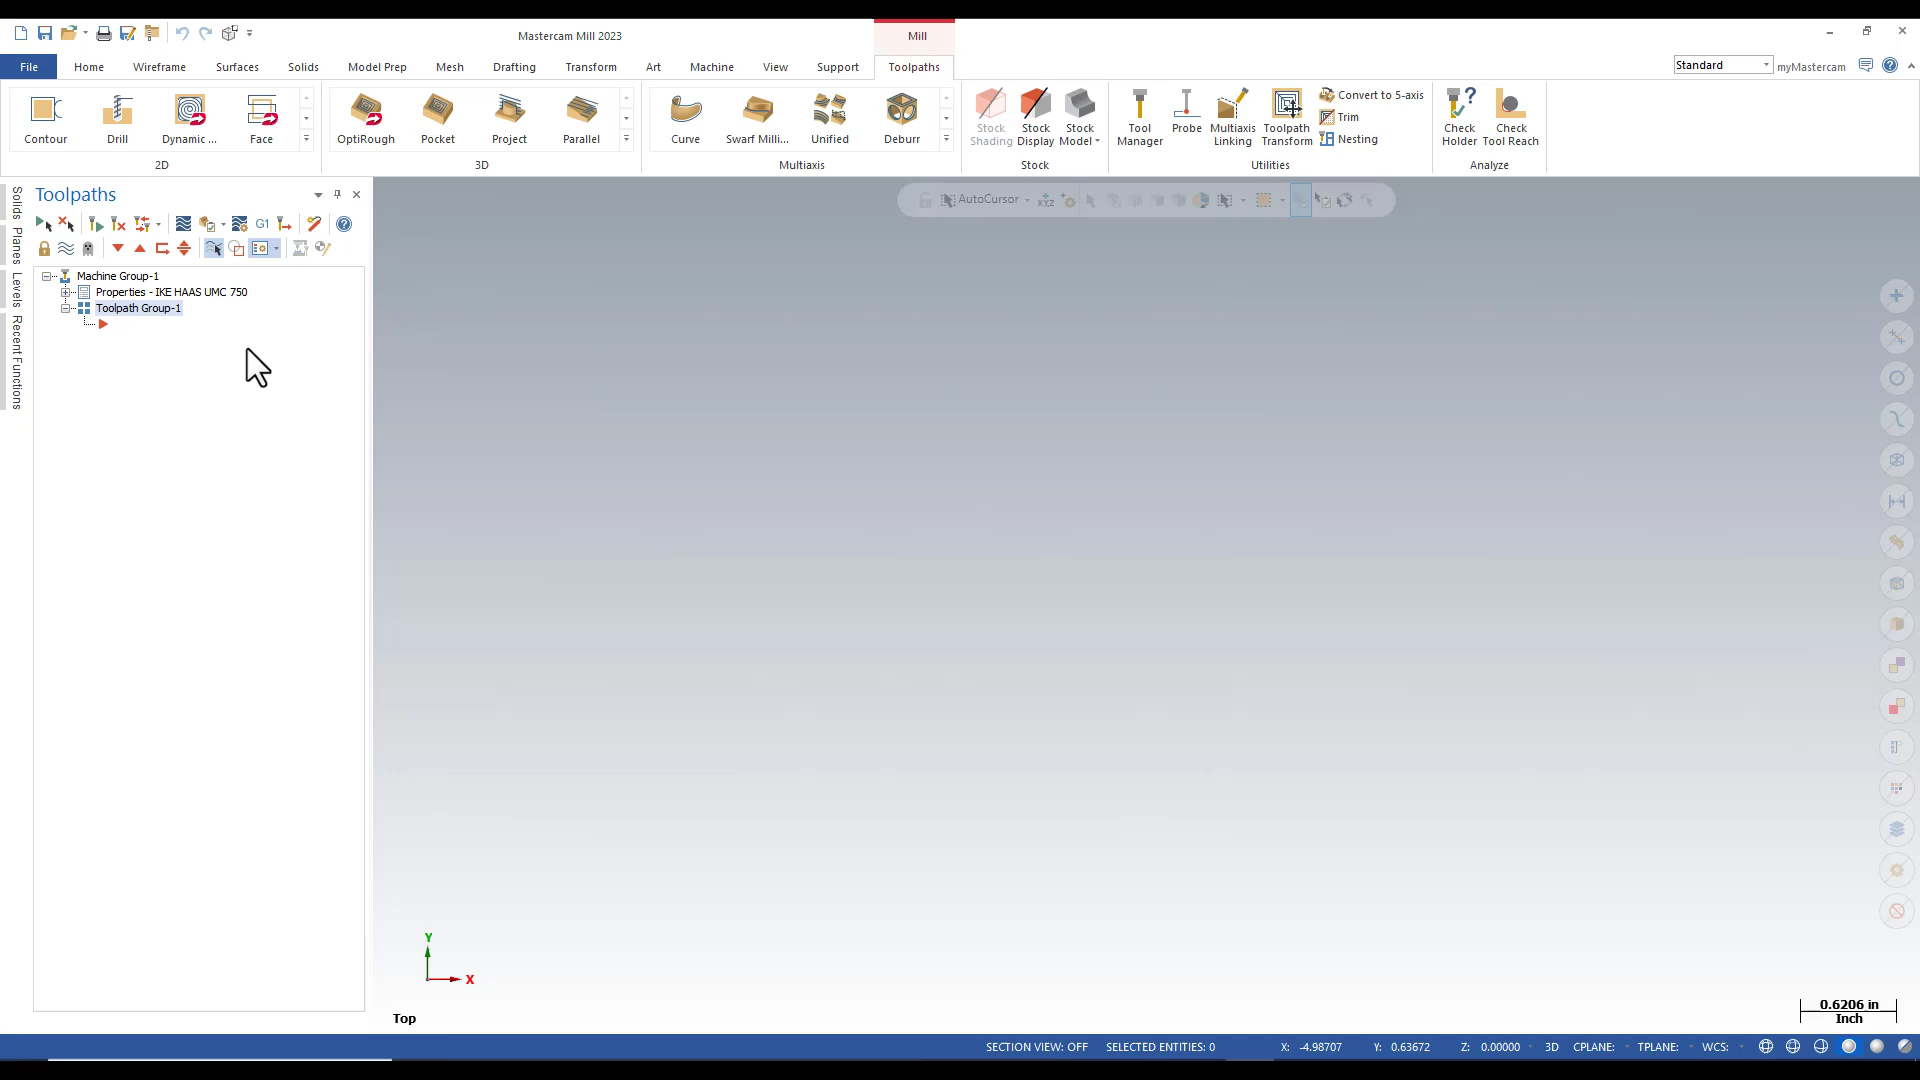 Mastercam Mill 2023
Mill
File
Home
Wireframe
Surfaces
Solids
Model Prep
Mesh
Drafting
Transform
Art
Machine
View
Support
Toolpaths
Standard
myMastercam
Contour
Drill
Dynamic ...
Face
2D
OptiRough
Pocket
Project
Parallel
3D
Curve
Swarf Milli...
Unified
Deburr
Multiaxis
Stock
Shading
Stock
Display
Stock
Model
Stock
Tool
Manager
Probe
Multiaxis
Linking
Toolpath
Transform
Convert to 5-axis
Trim
Nesting
Utilities
Check
Holder
Check
Tool Reach
Analyze
Solids
Planes
Levels
Recent Functions
Toolpaths
G1
Machine Group-1
Properties - IKE HAAS UMC 750
Toolpath Group-1
AutoCursor
XYZ
Y
X
Top
0.6206 in
Inch
SECTION VIEW: OFF
SELECTED ENTITIES: 0
X: -4.98707
Y: 0.63672
Z: 0.00000
3D
CPLANE:
TPLANE:
WCS: